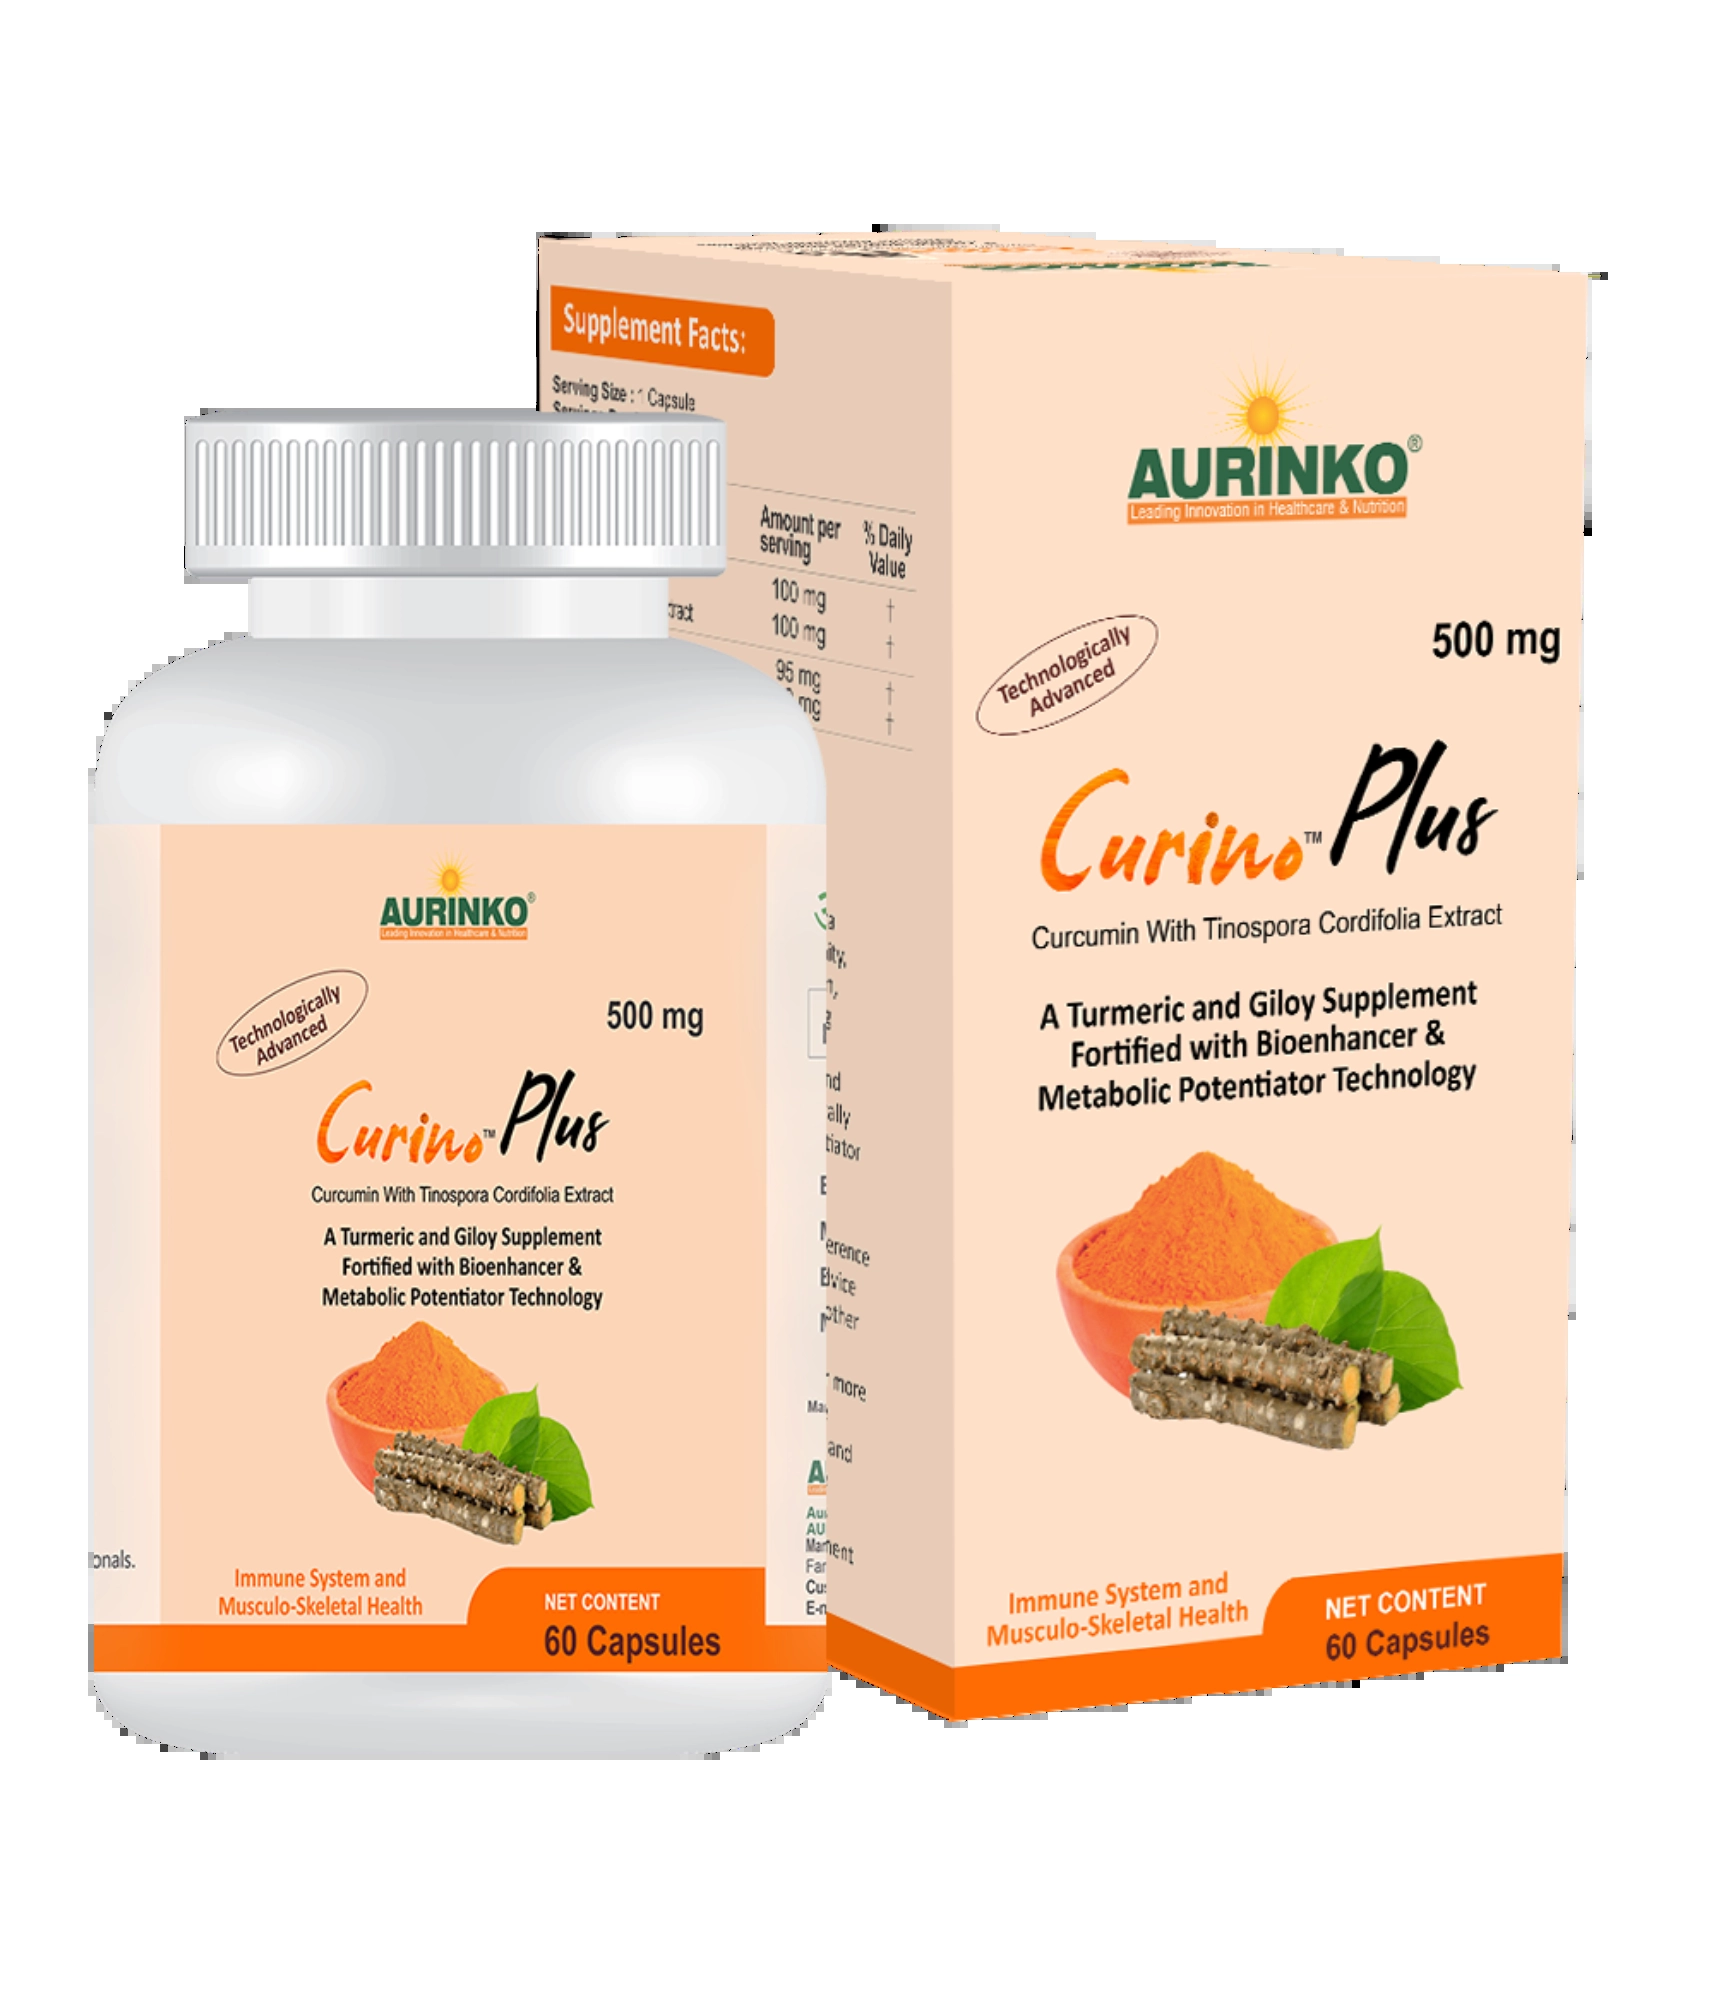 Supplement Facts:
Serving Size : 1 Capsule
Amount per
serving
% Daily
Value
100 mg †
100 mg †
95 mg †
mg †
and
more
other
AURINKO®
Leading Innovation in Healthcare & Nutrition
Technologically
Advanced
500 mg
Curino™ Plus
Curcumin With Tinospora Cordifolia Extract
A Turmeric and Giloy Supplement
Fortified with Bioenhancer &
Metabolic Potentiator Technology
Immune System and
Musculo-Skeletal Health
NET CONTENT
60 Capsules
AURINKO®
Leading Innovation in Healthcare & Nutrition
Technologically
Advanced
500 mg
Curino™ Plus
Curcumin With Tinospora Cordifolia Extract
A Turmeric and Giloy Supplement
Fortified with Bioenhancer &
Metabolic Potentiator Technology
Immune System and
Musculo-Skeletal Health
NET CONTENT
60 Capsules